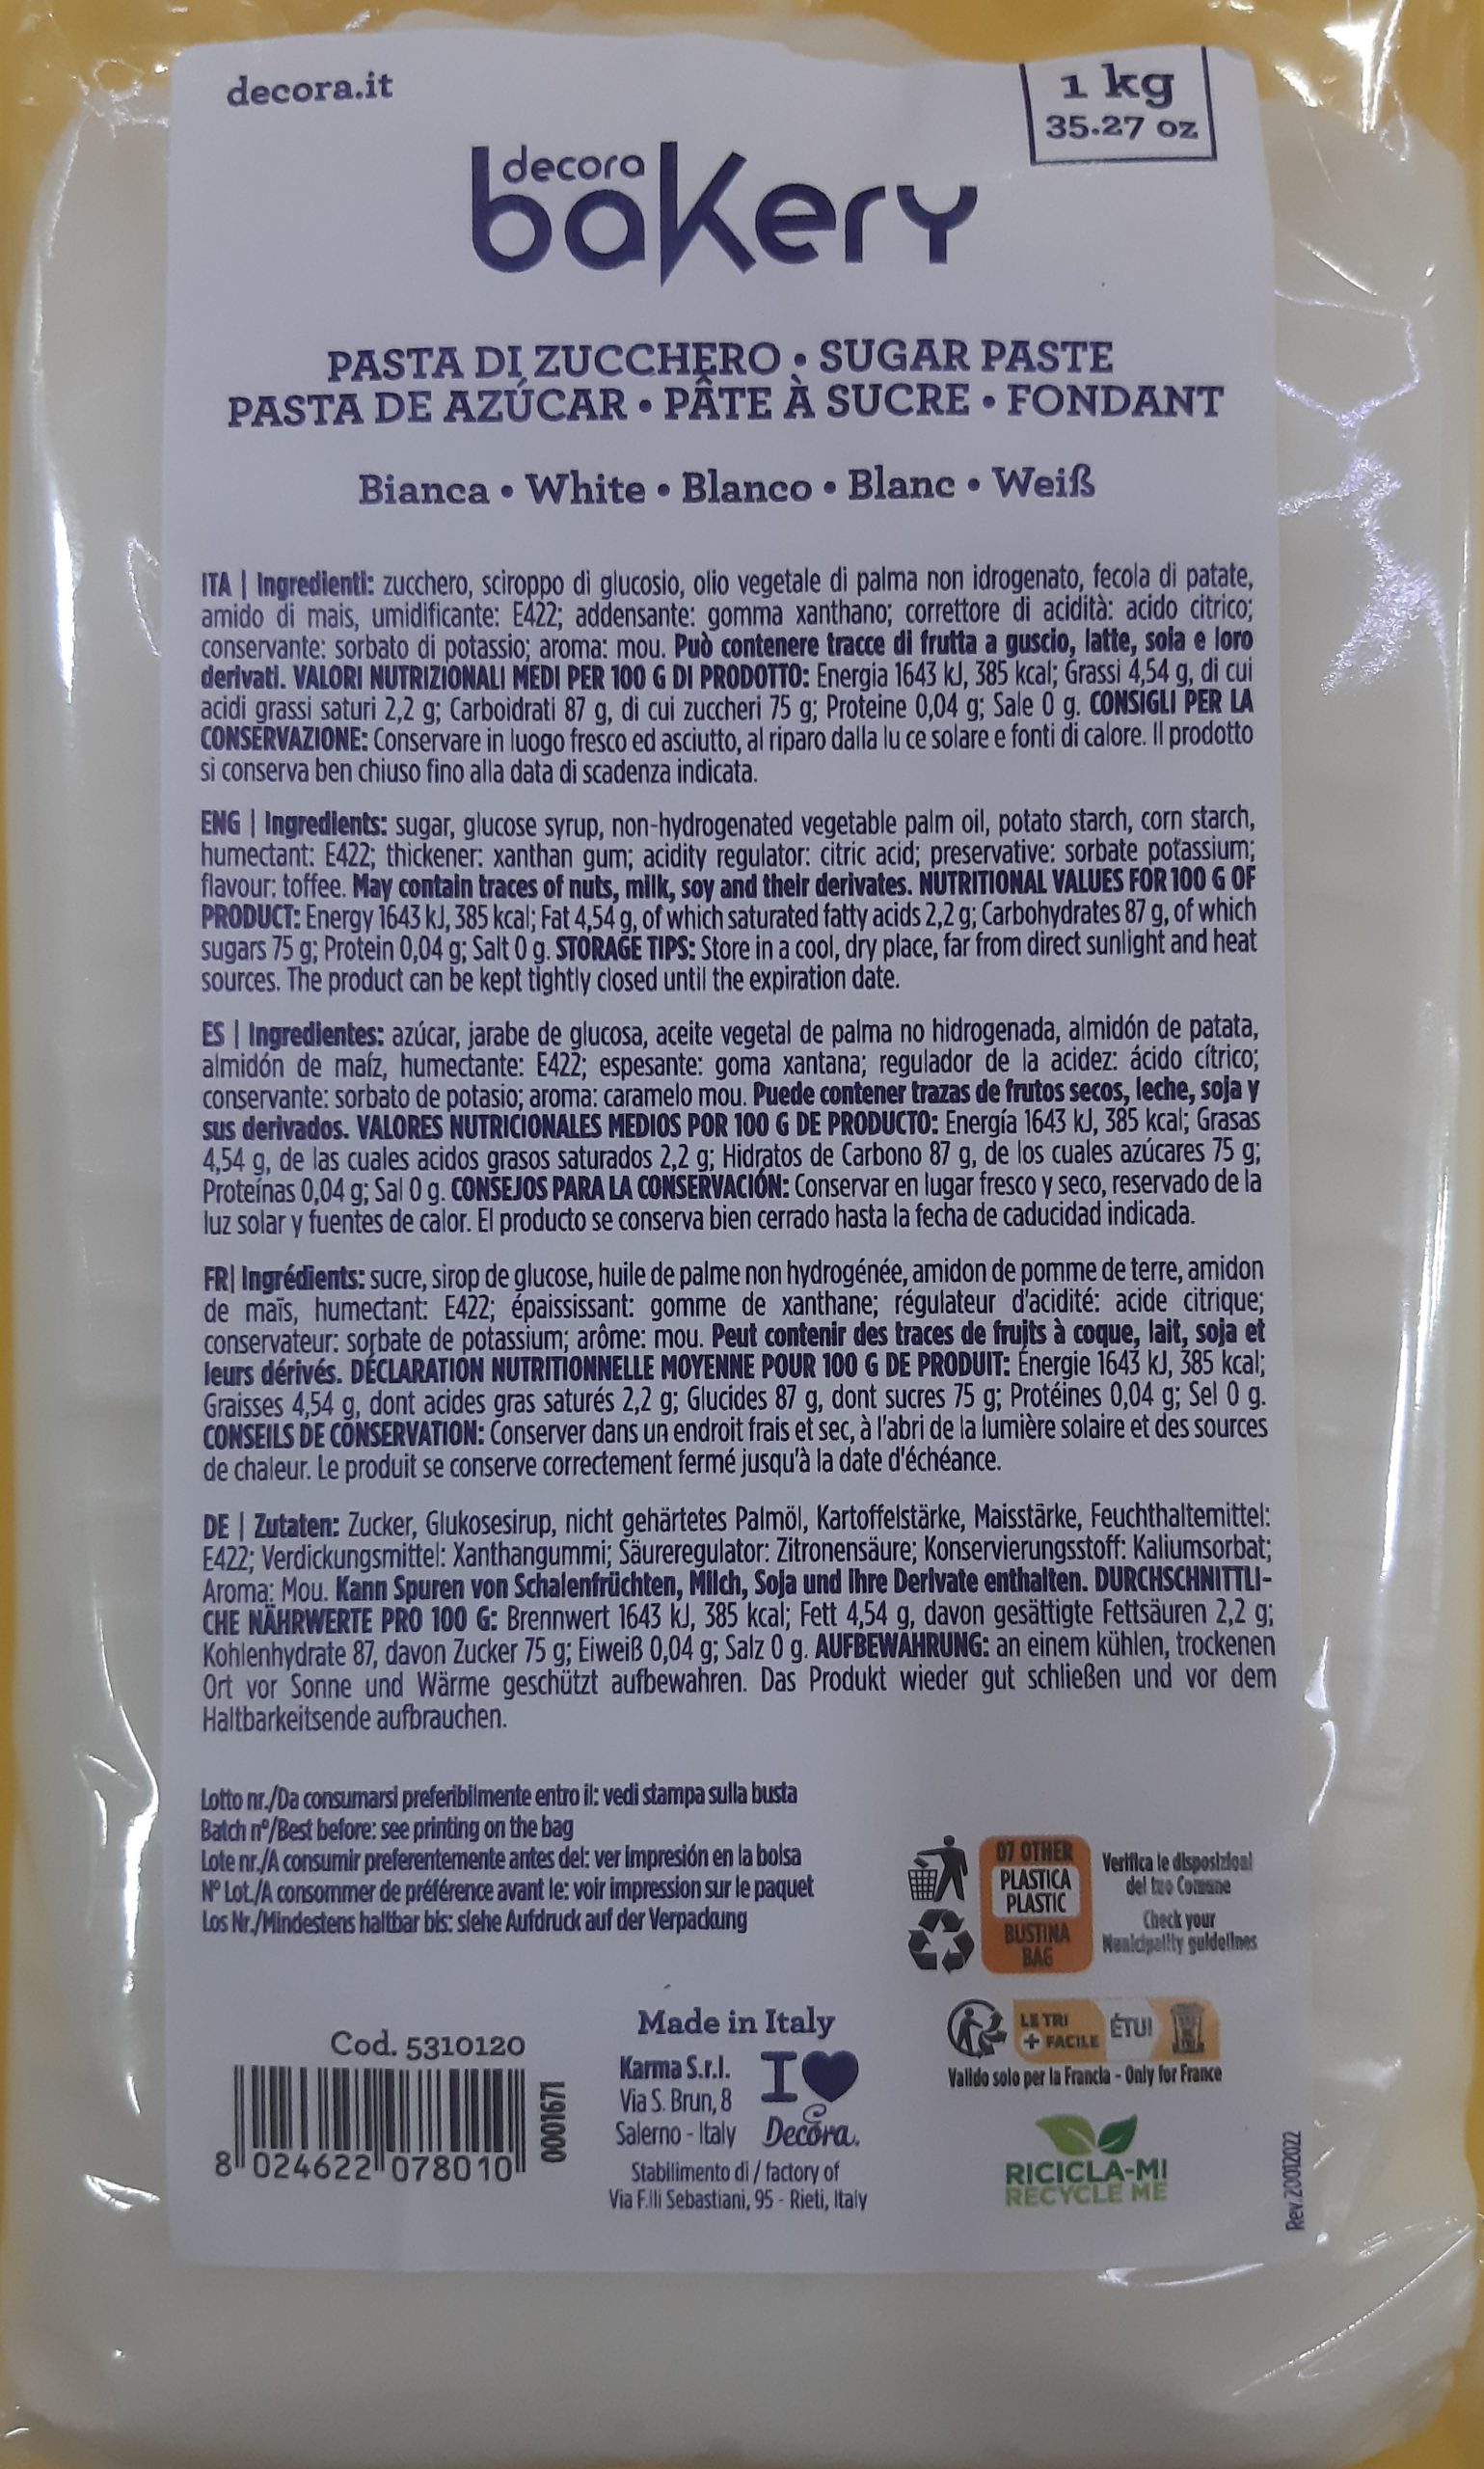 decora.it
1 kg
35.27 oz
decora
bakery
PASTA DI ZUCCHERO • SUGAR PASTE
PASTA DE AZÚCAR • PÂTE À SUCRE • FONDANT
Bianca • White • Blanco • Blanc • Weiß
ITA | Ingredienti: zucchero, sciroppo di glucosio, olio vegetale di palma non idrogenato, fecola di patate,
amido di mais, umidificante: E422; addensante: gomma xanthano; correttore di acidità: acido citrico;
conservante: sorbato di potassio; aroma: mou. Può contenere tracce di frutta a guscio, latte, soia e loro
derivati. VALORI NUTRIZIONALI MEDI PER 100 G DI PRODOTTO: Energia 1643 kJ, 385 kcal; Grassi 4,54 g, di cui
acidi grassi saturi 2,2 g; Carboidrati 87 g, di cui zuccheri 75 g; Proteine 0,04 g; Sale 0 g. CONSIGLI PER LA
CONSERVAZIONE: Conservare in luogo fresco ed asciutto, al riparo dalla lu ce solare e fonti di calore. Il prodotto
si conserva ben chiuso fino alla data di scadenza indicata.
ENG | Ingredients: sugar, glucose syrup, non-hydrogenated vegetable palm oil, potato starch, corn starch,
humectant: E422; thickener: xanthan gum; acidity regulator: citric acid; preservative: sorbate potassium;
flavour: toffee. May contain traces of nuts, milk, soy and their derivates. NUTRITIONAL VALUES FOR 100 G OF
PRODUCT: Energy 1643 kJ, 385 kcal; Fat 4,54 g, of which saturated fatty acids 2,2 g; Carbohydrates 87 g, of which
sugars 75 g; Protein 0,04 g; Salt 0 g. STORAGE TIPS: Store in a cool, dry place, far from direct sunlight and heat
sources. The product can be kept tightly closed until the expiration date.
ES | Ingredientes: azúcar, jarabe de glucosa, aceite vegetal de palma no hidrogenada, almidón de patata,
almidón de maíz, humectante: E422; espesante: goma xantana; regulador de la acidez: ácido cítrico;
conservante: sorbato de potasio; aroma: caramelo mou. Puede contener trazas de frutos secos, leche, soja y
sus derivados. VALORES NUTRICIONALES MEDIOS POR 100 G DE PRODUCTO: Energía 1643 kJ, 385 kcal; Grasas
4,54 g, de las cuales acidos grasos saturados 2,2 g; Hidratos de Carbono 87 g, de los cuales azúcares 75 g;
Proteínas 0,04 g; Sal 0 g. CONSEJOS PARA LA CONSERVACIÓN: Conservar en lugar fresco y seco, reservado de la
luz solar y fuentes de calor. El producto se conserva bien cerrado hasta la fecha de caducidad indicada.
FR| Ingrédients: sucre, sirop de glucose, huile de palme non hydrogénée, amidon de pomme de terre, amidon
de maïs, humectant: E422; épaississant: gomme de xanthane; régulateur d'acidité: acide citrique;
conservateur: sorbate de potassium; arôme: mou. Peut contenir des traces de fruits à coque, lait, soja et
leurs dérivés. DÉCLARATION NUTRITIONNELLE MOYENNE POUR 100 G DE PRODUIT: Énergie 1643 kJ, 385 kcal;
Graisses 4,54 g, dont acides gras saturés 2,2 g; Glucides 87 g, dont sucres 75 g; Protéines 0,04 g; Sel 0 g.
CONSEILS DE CONSERVATION: Conserver dans un endroit frais et sec, à l'abri de la lumière solaire et des sources
de chaleur. Le produit se conserve correctement fermé jusqu'à la date d'échéance.
DE | Zutaten: Zucker, Glukosesirup, nicht gehärtetes Palmöl, Kartoffelstärke, Maisstärke, Feuchthaltemittel:
E422; Verdickungsmittel: Xanthangummi; Säureregulator: Zitronensäure; Konservierungsstoff: Kaliumsorbat;
Aroma: Mou. Kann Spuren von Schalenfrüchten, Milch, Soja und ihre Derivate enthalten. DURCHSCHNITTLI-
CHE NÄHRWERTE PRO 100 G: Brennwert 1643 kJ, 385 kcal; Fett 4,54 g, davon gesättigte Fettsäuren 2,2 g;
Kohlenhydrate 87, davon Zucker 75 g; Eiweiß 0,04 g; Salz 0 g. AUFBEWAHRUNG: an einem kühlen, trockenen
Ort vor Sonne und Wärme geschützt aufbewahren. Das Produkt wieder gut schließen und vor dem
Haltbarkeitsende aufbrauchen.
Lotto nr./Da consumarsi preferibilmente entro il: vedi stampa sulla busta
Batch n°/Best before: see printing on the bag
Lote nr./A consumir preferentemente antes del: ver impresión en la bolsa
N° Lot./A consommer de préférence avant le: voir impression sur le paquet
Los Nr./Mindestens haltbar bis: siehe Aufdruck auf der Verpackung
07 OTHER
PLASTICA
PLASTIC
BUSTINA
BAG
Verifica le disposizioni
del tuo Comune
Check your
Municipality guidelines
Cod. 5310120
8 024622 078010
0001671
Made in Italy
Karma S.r.l.
Via S. Brun, 8
Salerno - Italy
I
Decora.
Stabilimento di / factory of
Via F.lli Sebastiani, 95 - Rieti, Italy
LE TRI
+ FACILE
ÉTUI
Valido solo per la Francia - Only for France
RICICLA-MI
RECYCLE ME
Rev.20012022